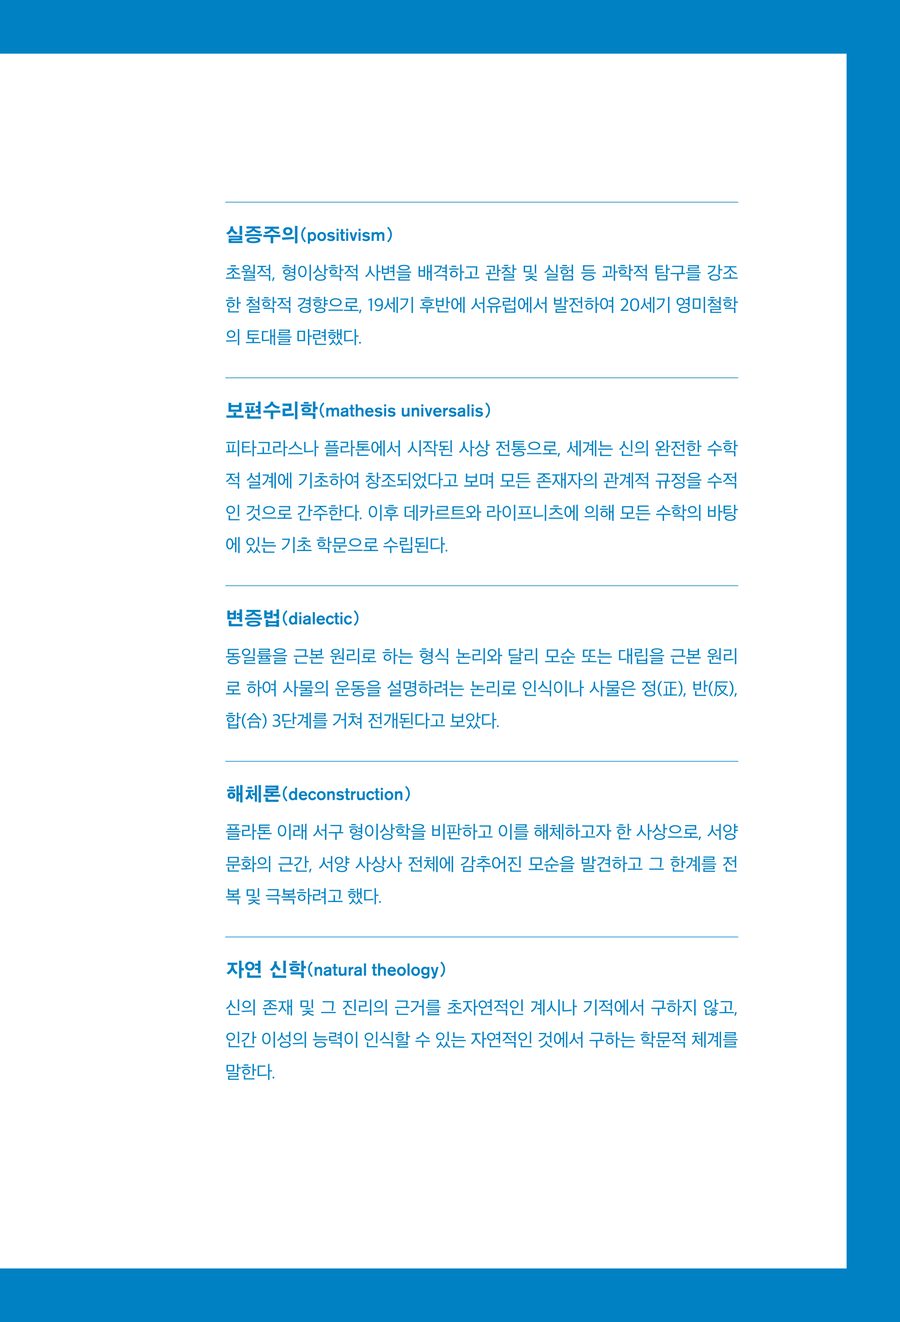 실증주의(positivism)
초월적, 형이상학적 사변을 배격하고 관찰 및 실험 등 과학적 탐구를 강조
한 철학적 경향으로, 19세기 후반에 서유럽에서 발전하여 20세기 영미철학
의 토대를 마련했다.
보편수리학(mathesis universalis)
피타고라스나 플라톤에서 시작된 사상 전통으로, 세계는 신의 완전한 수학
적 설계에 기초하여 창조되었다고 보며 모든 존재자의 관계적 규정을 수적
인 것으로 간주한다. 이후 데카르트와 라이프니츠에 의해 모든 수학의 바탕
에 있는 기초 학문으로 수립된다.
변증법(dialectic)
동일률을 근본 원리로 하는 형식 논리와 달리 모순 또는 대립을 근본 원리
로 하여 사물의 운동을 설명하려는 논리로 인식이나 사물은 정(正), 반(反),
합(合) 3단계를 거쳐 전개된다고 보았다.
해체론(deconstruction)
플라톤 이래 서구 형이상학을 비판하고 이를 해체하고자 한 사상으로, 서양
문화의 근간, 서양 사상사 전체에 감추어진 모순을 발견하고 그 한계를 전
복 및 극복하려고 했다.
자연 신학(natural theology)
신의 존재 및 그 진리의 근거를 초자연적인 계시나 기적에서 구하지 않고,
인간 이성의 능력이 인식할 수 있는 자연적인 것에서 구하는 학문적 체계를
말한다.